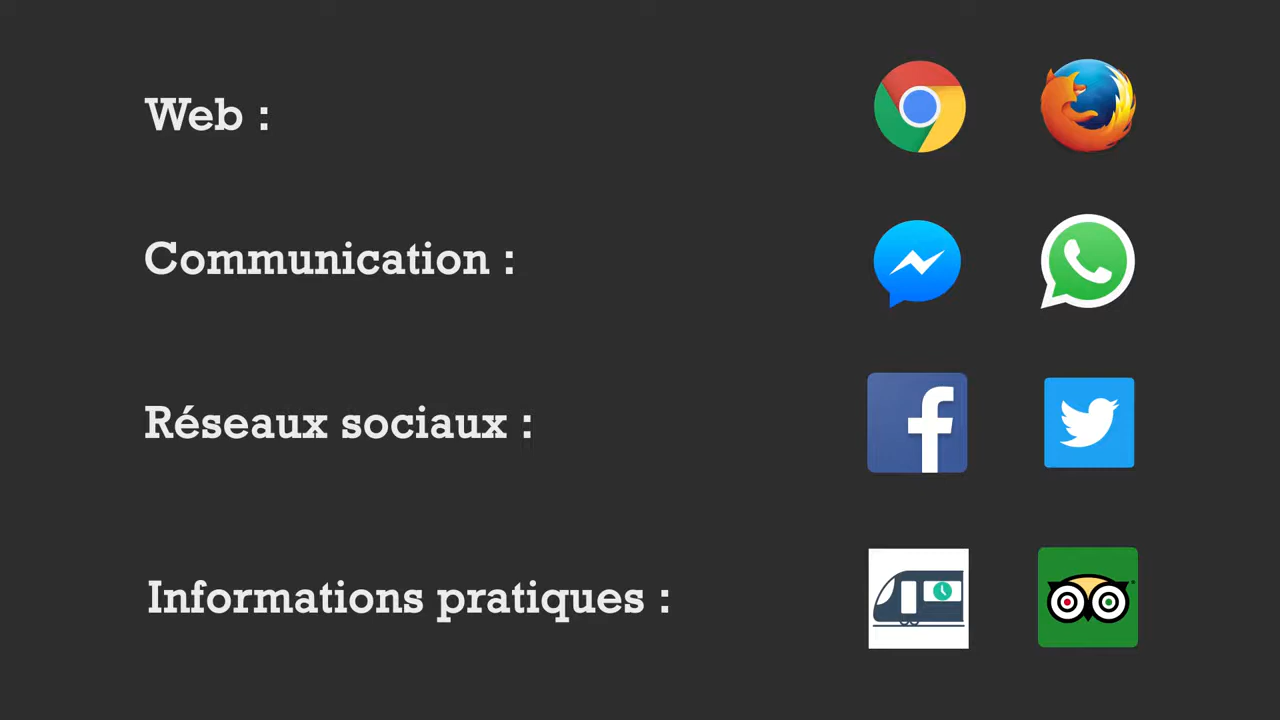 Web :
Communication :
Réseaux sociaux :
Informations pratiques :